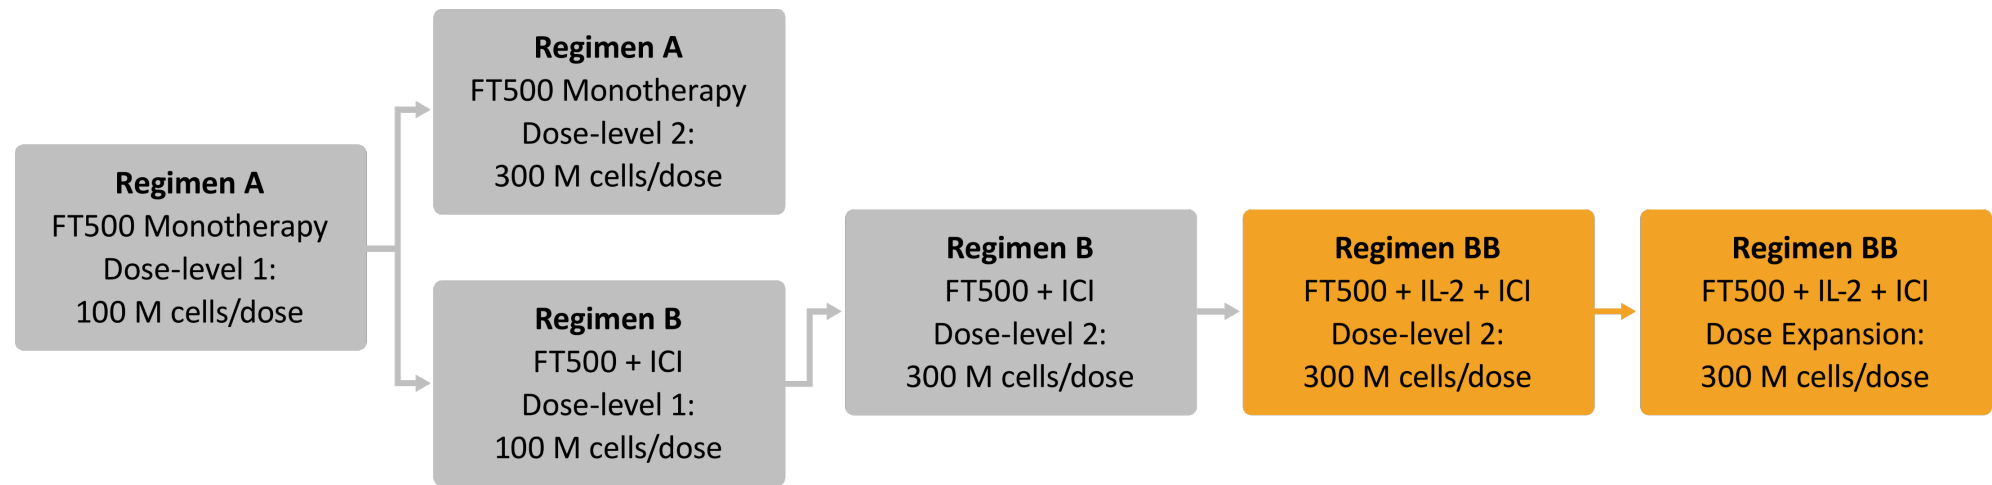 Regimen A
FT500 Monotherapy
Dose-level 1:
100 M cells/dose
Regimen A
FT500 Monotherapy
Dose-level 2:
300 M cells/dose
Regimen B
FT500 + ICI
Dose-level 1:
100 M cells/dose
Regimen B
FT500 + ICI
Dose-level 2:
300 M cells/dose
Regimen BB
FT500 + IL-2 + ICI
Dose-level 2:
300 M cells/dose
Regimen BB
FT500 + IL-2 + ICI
Dose Expansion:
300 M cells/dose